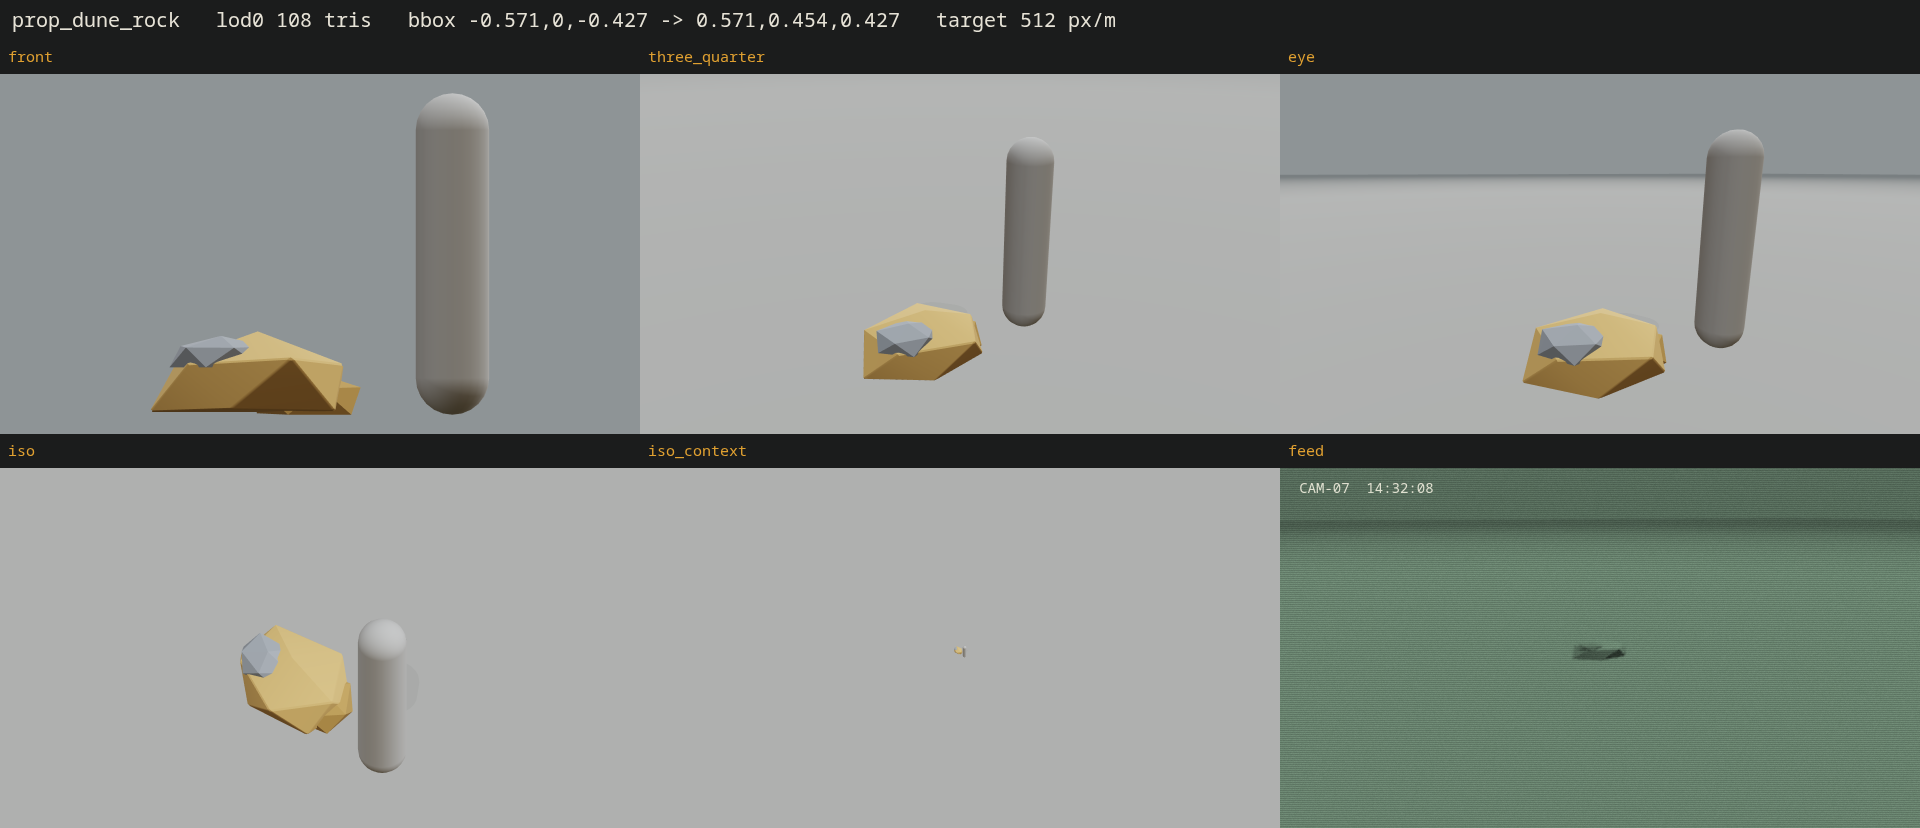 prop_dune_rock lod0 108 tris bbox -0.571,0,-0.427 -> 0.571,0.454,0.427 target 512 px/m
front three_quarter eye
iso iso_context feed
CAM-07 14:32:08